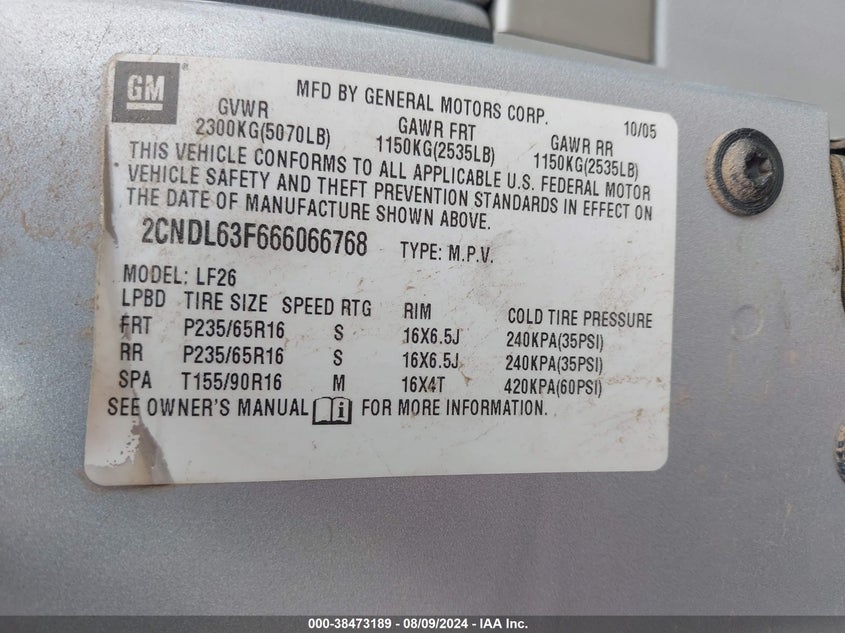 GM
MFD BY GENERAL MOTORS CORP. 10/05
GVWR GAWR FRT GAWR RR
2300KG(5070LB) 1150KG(2535LB) 1150KG(2535LB)
THIS VEHICLE CONFORMS TO ALL APPLICABLE U.S. FEDERAL MOTOR
VEHICLE SAFETY AND THEFT PREVENTION STANDARDS IN EFFECT ON
THE DATE OF MANUFACTURE SHOWN ABOVE.
2CNDL63F666066768 TYPE: M.P.V.
MODEL: LF26
LPBD TIRE SIZE SPEED RTG RIM COLD TIRE PRESSURE
FRT P235/65R16 S 16X6.5J 240KPA(35PSI)
RR P235/65R16 S 16X6.5J 240KPA(35PSI)
SPA T155/90R16 M 16X4T 420KPA(60PSI)
SEE OWNER'S MANUAL i FOR MORE INFORMATION.
000-38473189 - 08/09/2024 - IAA Inc.